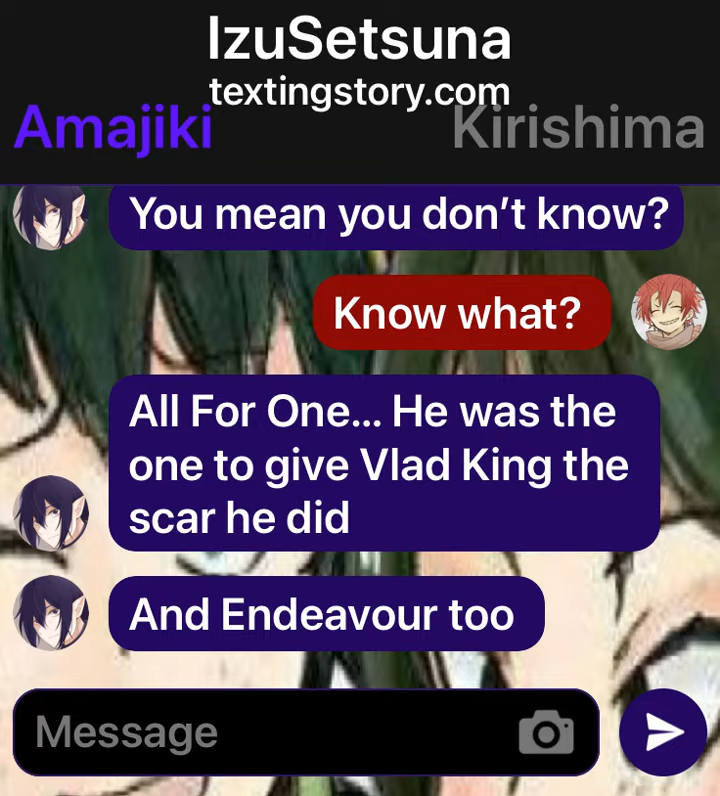 IzuSetsuna
textingstory.com
Amajiki
Kirishima
You mean you don't know?
Know what?
All For One... He was the
one to give Vlad King the
scar he did
And Endeavour too
Message